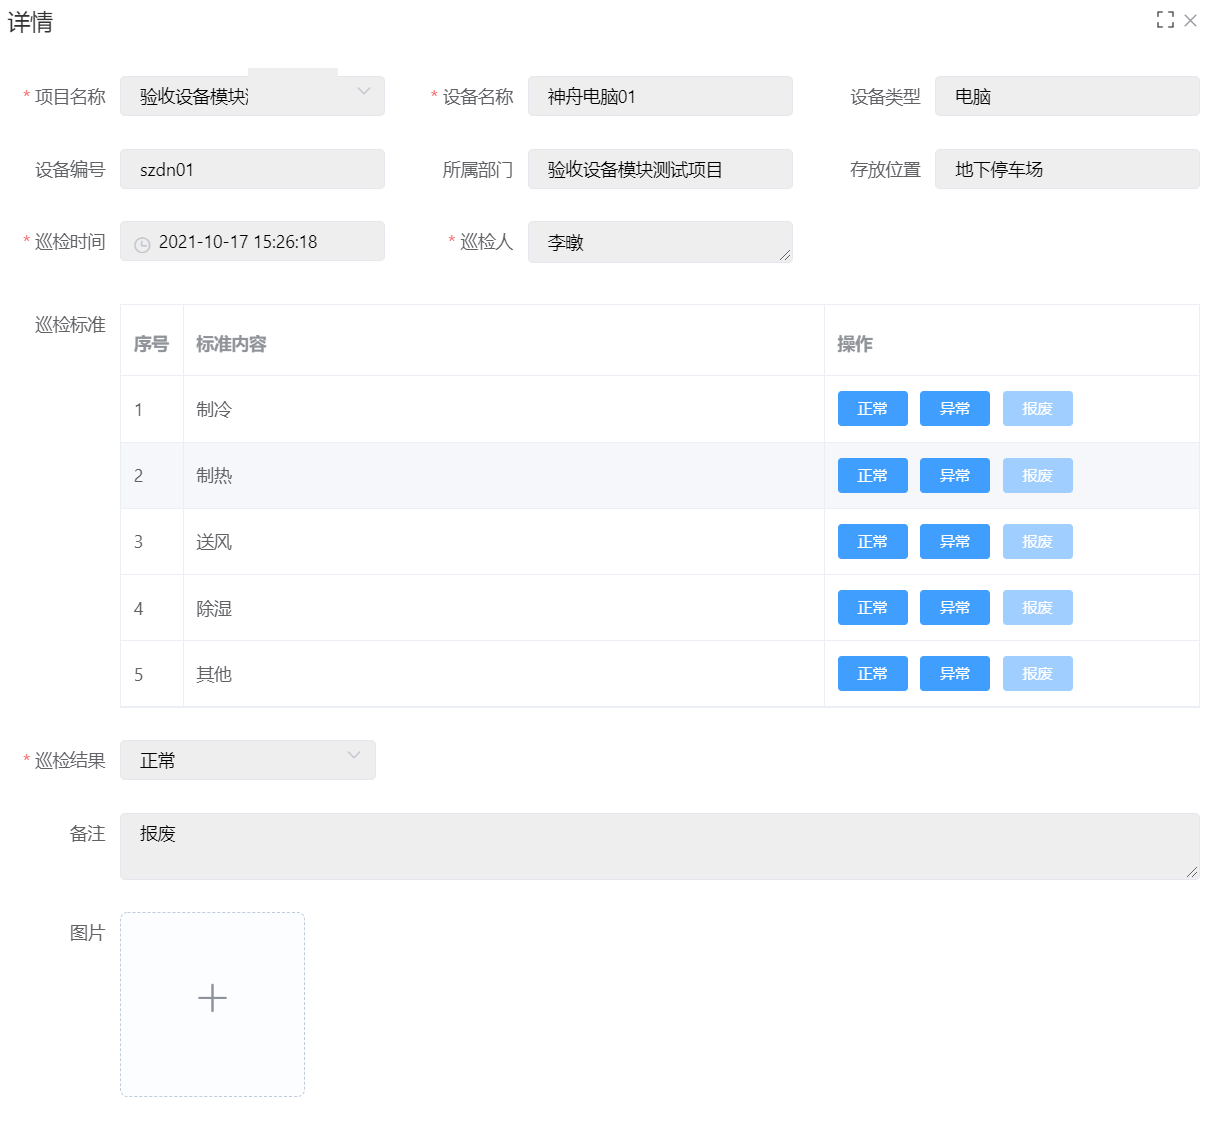 详情
* 项目名称 验收设备模块 * 设备名称 神舟电脑01 设备类型 电脑
设备编号 szdn01 所属部门 验收设备模块测试项目 存放位置 地下停车场
* 巡检时间 2021-10-17 15:26:18 * 巡检人 李暾
巡检标准
序号 标准内容 操作
1 制冷 正常 异常 报废
2 制热 正常 异常 报废
3 送风 正常 异常 报废
4 除湿 正常 异常 报废
5 其他 正常 异常 报废
* 巡检结果 正常
备注 报废
图片